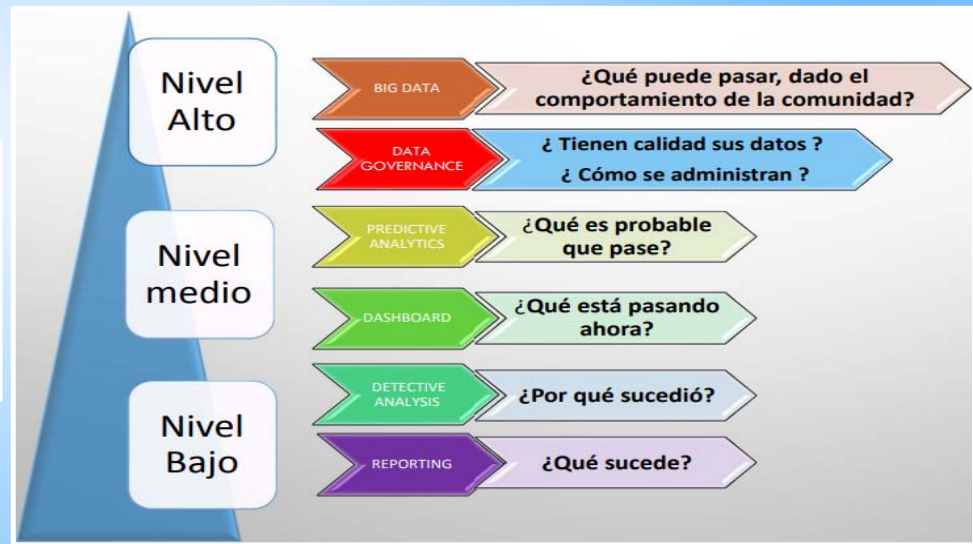 Nivel
Alto
BIG DATA
¿Qué puede pasar, dado el
comportamiento de la comunidad?
DATA
GOVERNANCE
¿ Tienen calidad sus datos ?
¿ Cómo se administran ?
Nivel
medio
PREDICTIVE
ANALYTICS
¿Qué es probable
que pase?
DASHBOARD
¿Qué está pasando
ahora?
Nivel
Bajo
DETECTIVE
ANALYSIS
¿Por qué sucedió?
REPORTING
¿Qué sucede?